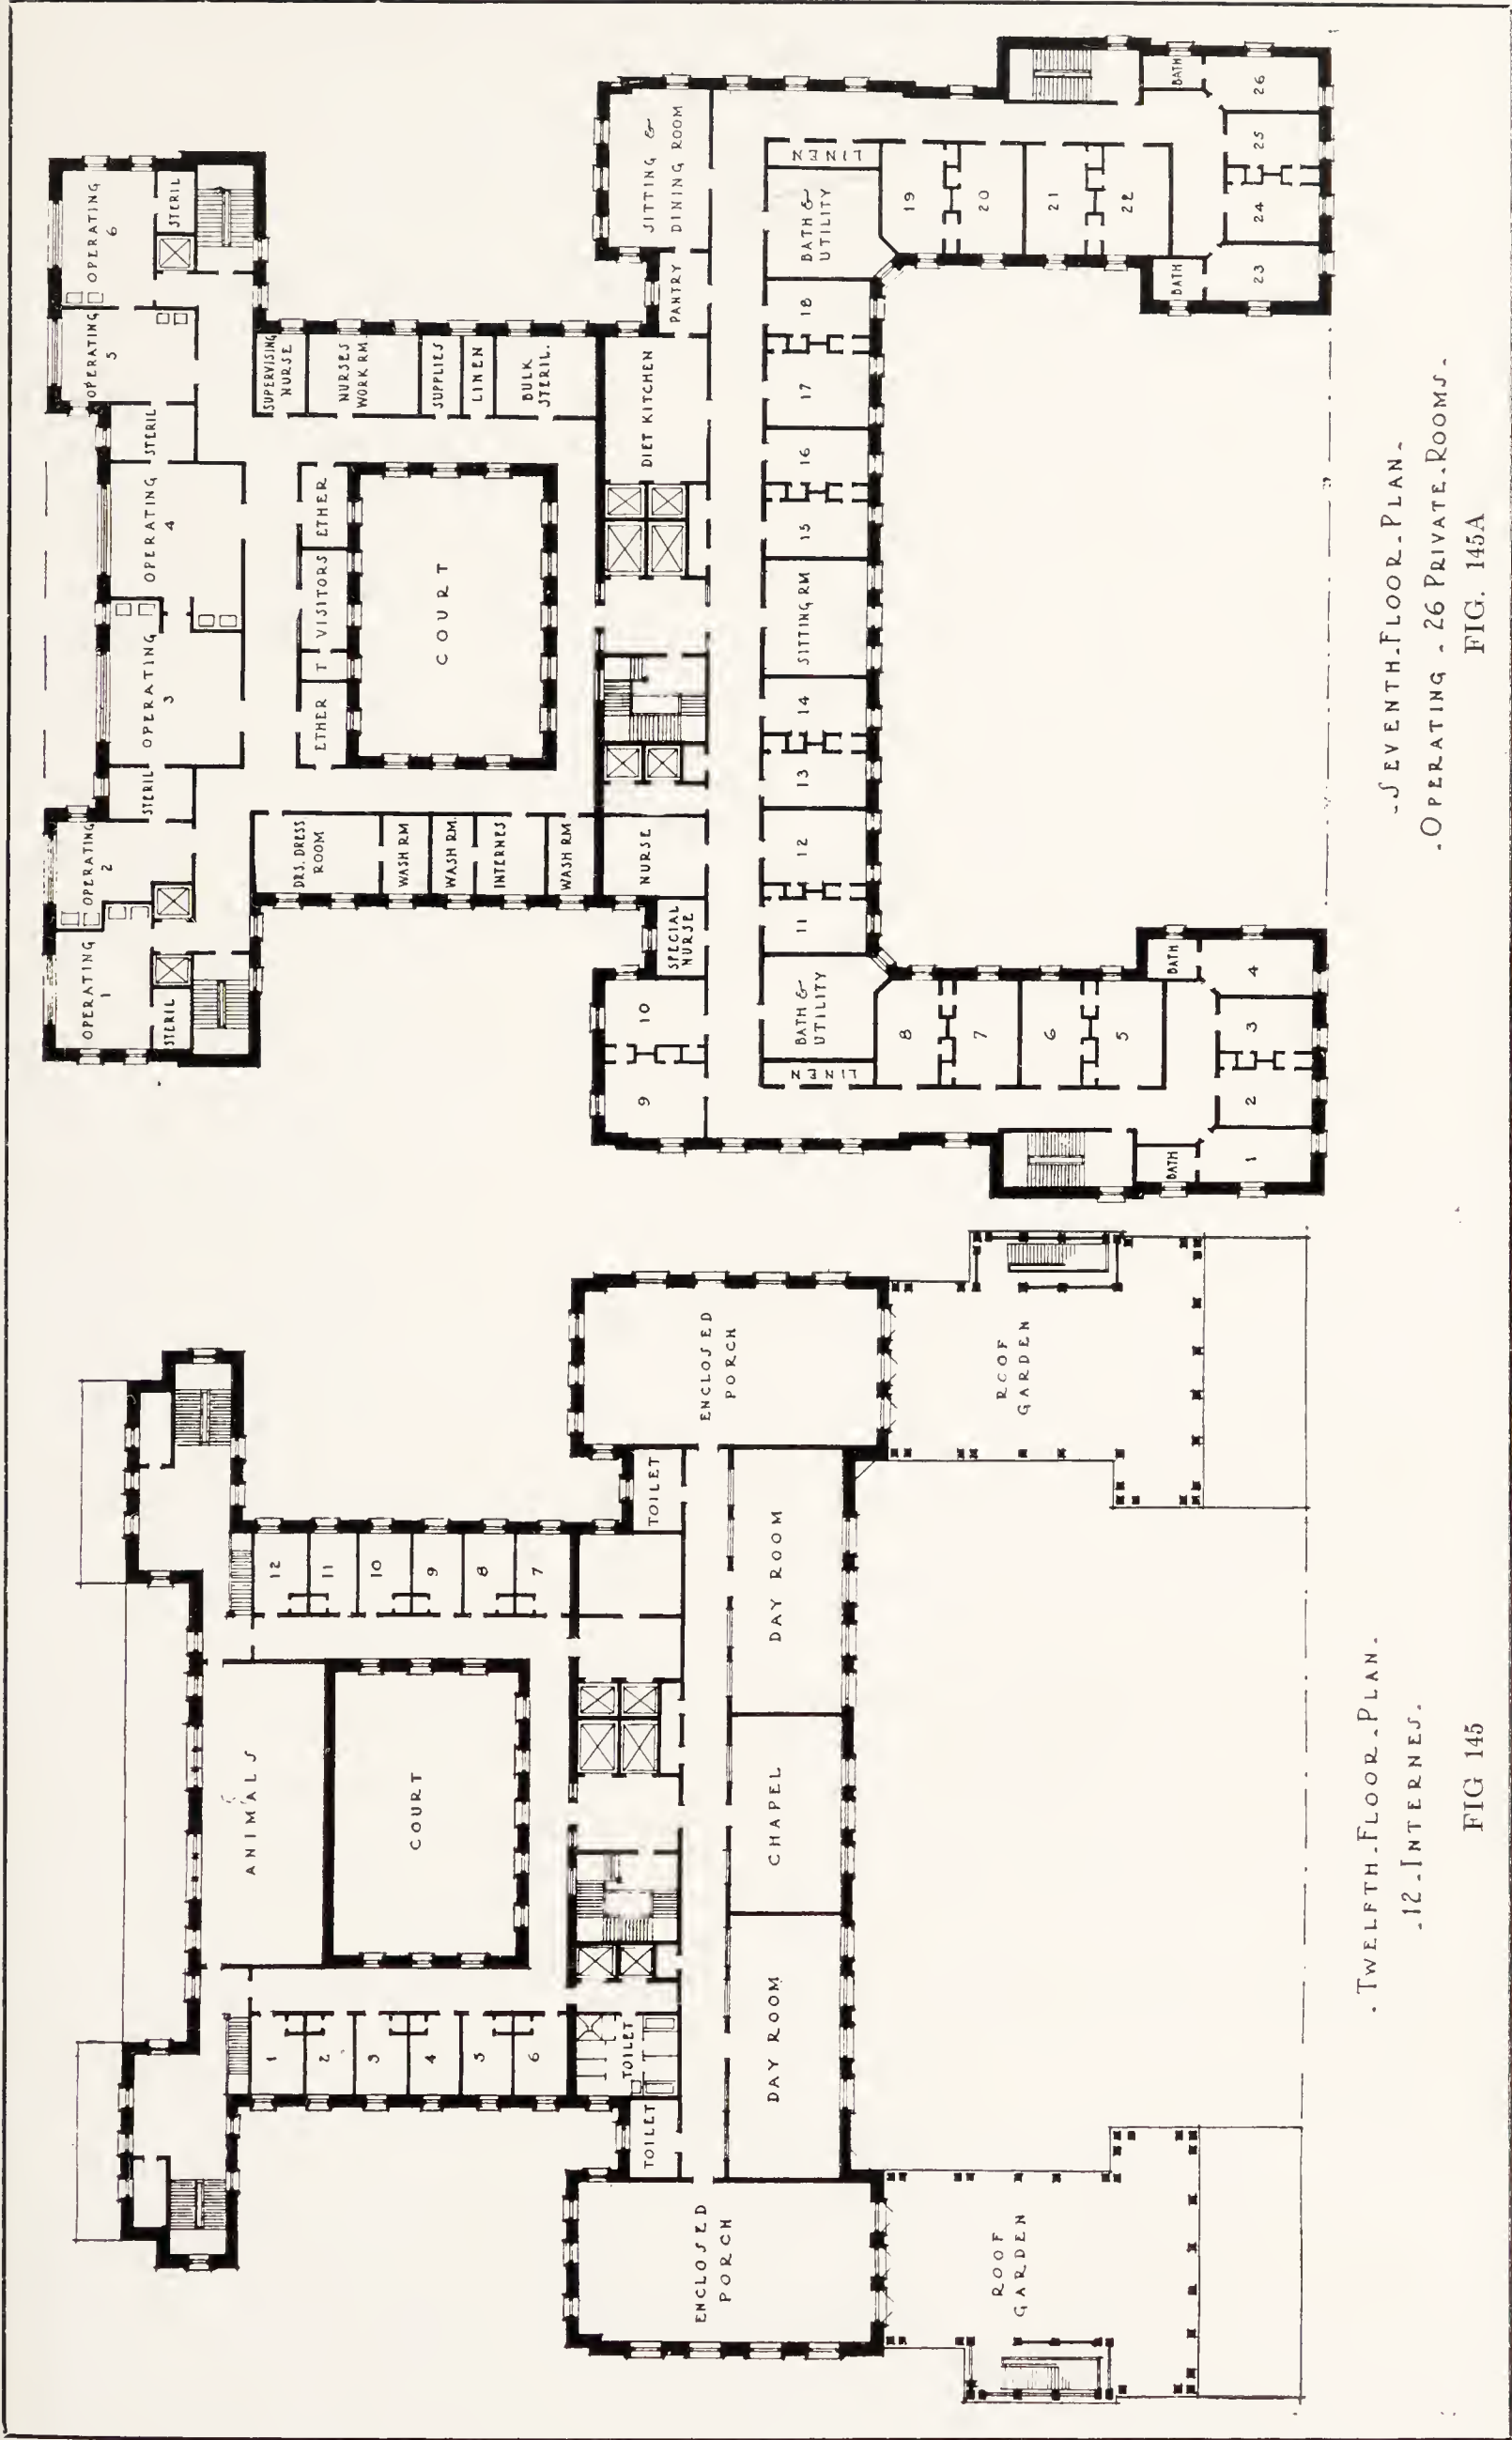 ANIMALS
COURT
1
2
3
4
5
6
12
11
10
9
8
7
TOILET
TOILET
TOILET
ENCLOSED
PORCH
DAY ROOM
CHAPEL
DAY ROOM
ENCLOSED
PORCH
ROOF
GARDEN
ROOF
GARDEN
. TWELFTH . FLOOR . PLAN .
. 12 . INTERNES .
FIG 145
OPERATING
1
STERIL
OPERATING
2
STERIL
OPERATING
3
OPERATING
4
STERIL
OPERATING
5
OPERATING
6
STERIL
DRS. DRESS
ROOM
WASH RM
WASH RM.
INTERNES
WASH RM
ETHER
T
VISITORS
ETHER
COURT
SUPERVISING
NURSE
NURSES
WORK RM.
SUPPLIES
LINEN
BULK
STERIL.
9
10
SPECIAL
NURSE
NURSE
DIET KITCHEN
PANTRY
SITTING &
DINING ROOM
LINEN
BATH &
UTILITY
11
12
13
14
SITTING RM
15
16
17
18
BATH &
UTILITY
LINEN
8
7
6
5
BATH
BATH
1
2
3
4
19
20
21
22
BATH
BATH
23
24
25
26
. SEVENTH . FLOOR . PLAN .
. OPERATING . 26 PRIVATE . ROOMS .
FIG. 145A